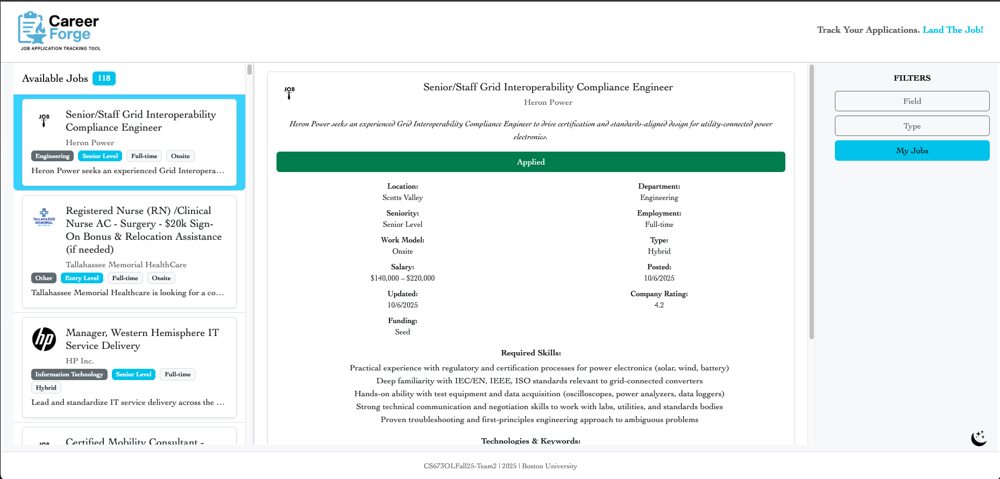 Career
Forge
JOB APPLICATION TRACKING TOOL
Track Your Applications. Land The Job!
Available Jobs 118
JOB
Senior/Staff Grid Interoperability
Compliance Engineer
Heron Power
Engineering Senior Level Full-time Onsite
Heron Power seeks an experienced Grid Interopera…
TALLAHASSEE
MEMORIAL
Registered Nurse (RN) /Clinical
Nurse AC - Surgery - $20k Sign-
On Bonus & Relocation Assistance
(if needed)
Tallahassee Memorial HealthCare
Other Entry Level Full-time Onsite
Tallahassee Memorial Healthcare is looking for a co…
hp
Manager, Western Hemisphere IT
Service Delivery
HP Inc.
Information Technology Senior Level Full-time
Hybrid
Lead and standardize IT service delivery across the …
JOB
Certified Mobility Consultant -
JOB
Senior/Staff Grid Interoperability Compliance Engineer
Heron Power
Heron Power seeks an experienced Grid Interoperability Compliance Engineer to drive certification and standards-aligned design for utility-connected power
electronics.
Applied
Location:
Scotts Valley
Department:
Engineering
Seniority:
Senior Level
Employment:
Full-time
Work Model:
Onsite
Type:
Hybrid
Salary:
$140,000 – $220,000
Posted:
10/6/2025
Updated:
10/6/2025
Company Rating:
4.2
Funding:
Seed
Required Skills:
Practical experience with regulatory and certification processes for power electronics (solar, wind, battery)
Deep familiarity with IEC/EN, IEEE, ISO standards relevant to grid-connected converters
Hands-on ability with test equipment and data acquisition (oscilloscopes, power analyzers, data loggers)
Strong technical communication and negotiation skills to work with labs, utilities, and standards bodies
Proven troubleshooting and first-principles engineering approach to ambiguous problems
Technologies & Keywords:
FILTERS
Field
Type
My Jobs
CS673OLFall25-Team2 | 2025 | Boston University